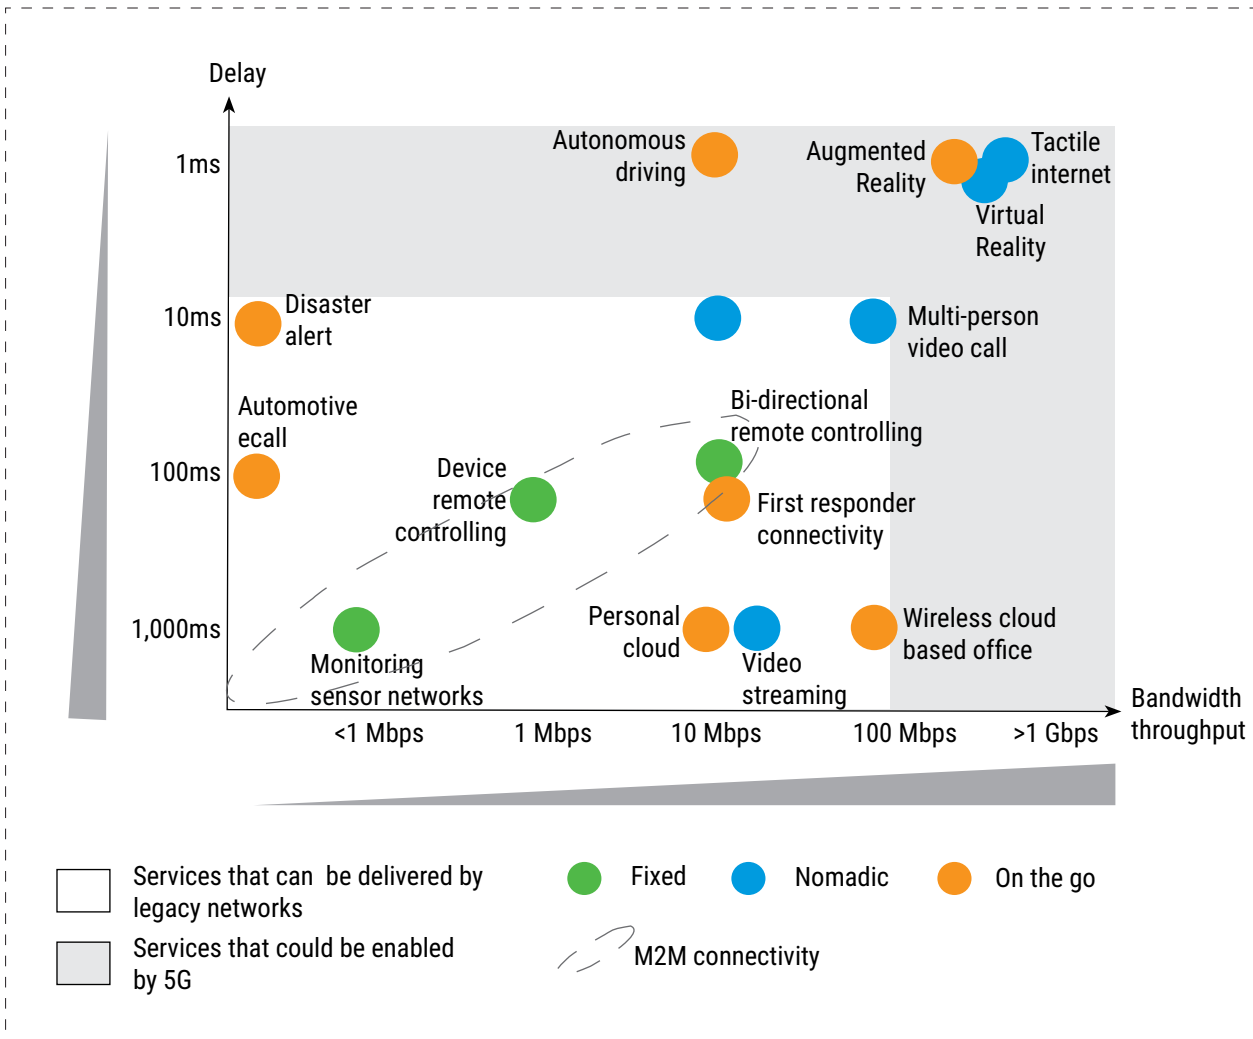 Delay
1ms
10ms
100ms
1,000ms
Autonomous
driving
Augmented
Reality
Tactile
internet
Virtual
Reality
Disaster
alert
Multi-person
video call
Automotive
ecall
Bi-directional
remote controlling
Device
remote
controlling
First responder
connectivity
Monitoring
sensor networks
Personal
cloud
Video
streaming
Wireless cloud
based office
<1 Mbps
1 Mbps
10 Mbps
100 Mbps
>1 Gbps
Bandwidth
throughput
Services that can  be delivered by
legacy networks
Services that could be enabled
by 5G
Fixed
Nomadic
On the go
M2M connectivity